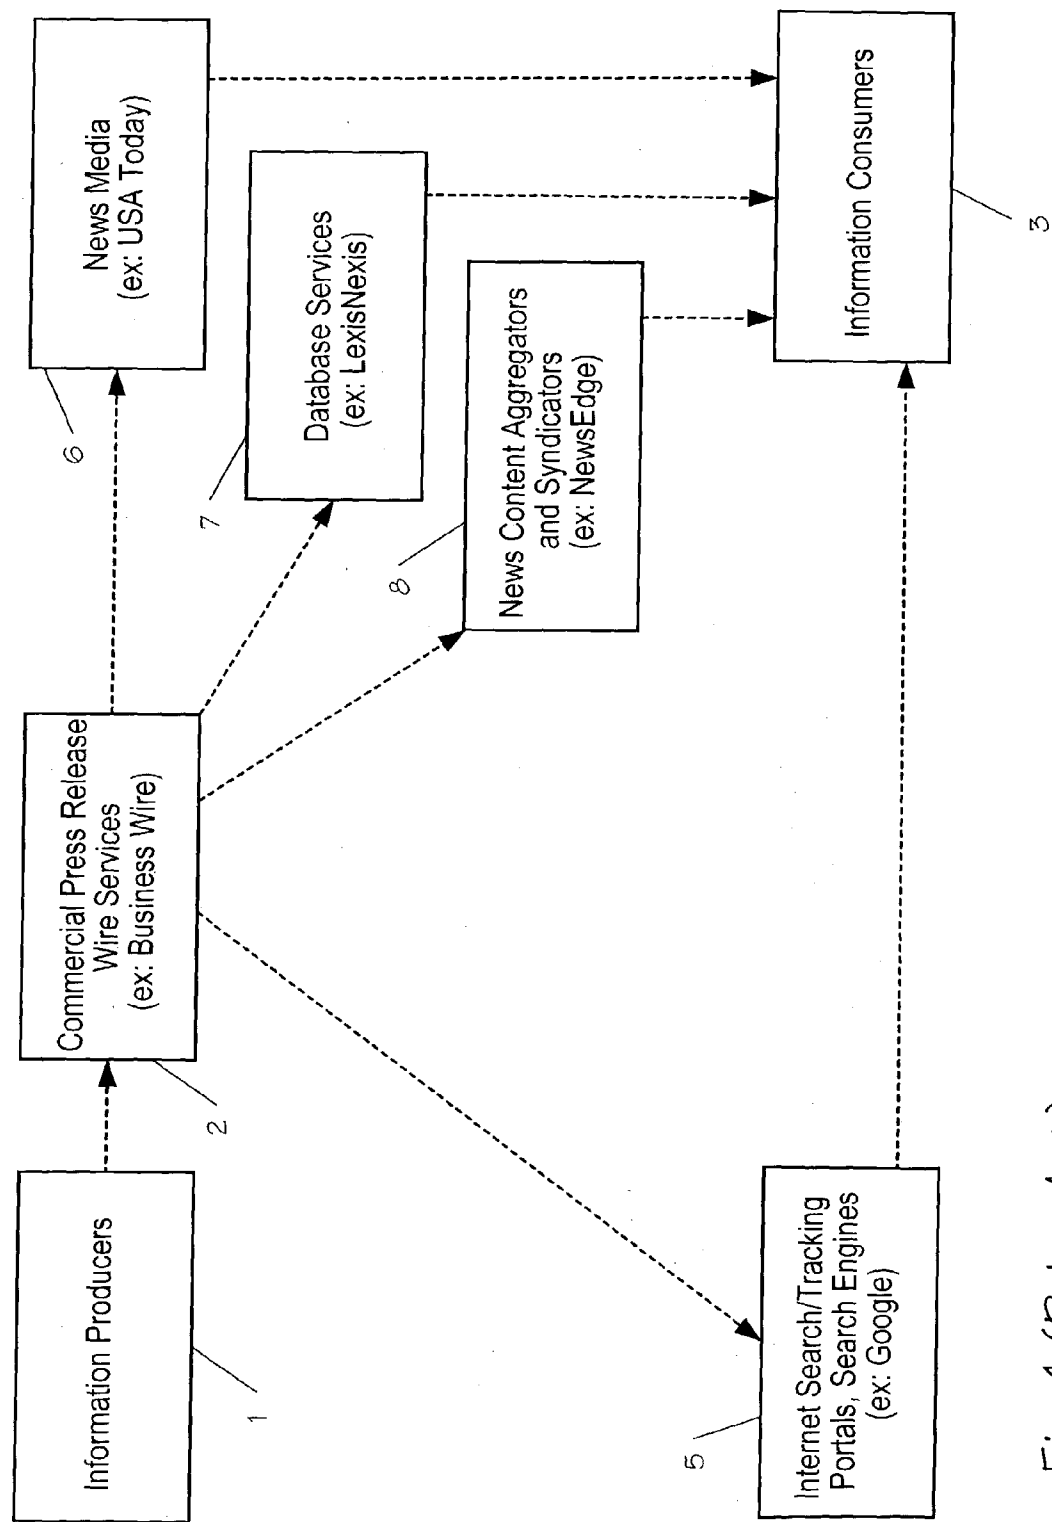 Information Producers
1
Commercial Press Release
Wire Services
(ex: Business Wire)
2
News Media
(ex: USA Today)
6
Database Services
(ex: LexisNexis)
7
News Content Aggregators
and Syndicators
(ex: NewsEdge)
8
Internet Search/Tracking
Portals, Search Engines
(ex: Google)
5
Information Consumers
3